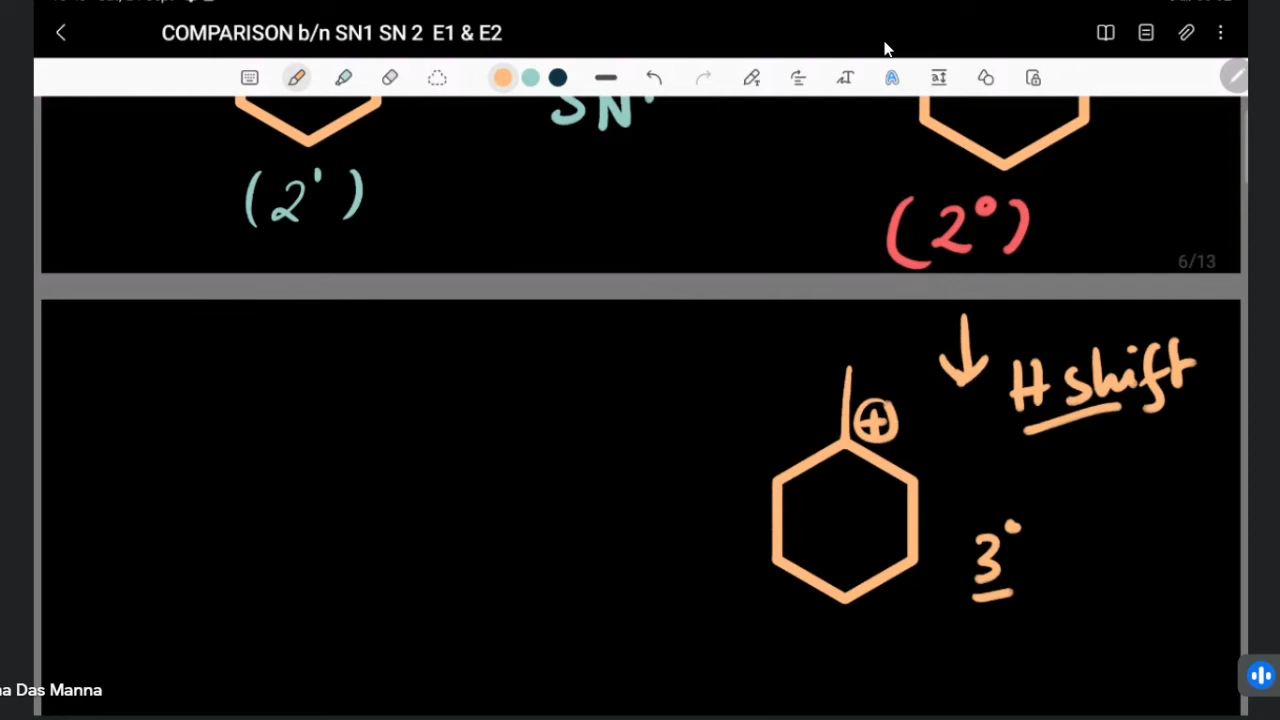 COMPARISON b/n SN1 SN 2 E1 & E2
SN'
(2')
(2°)
6/13
H shift
+
3°
a Das Manna